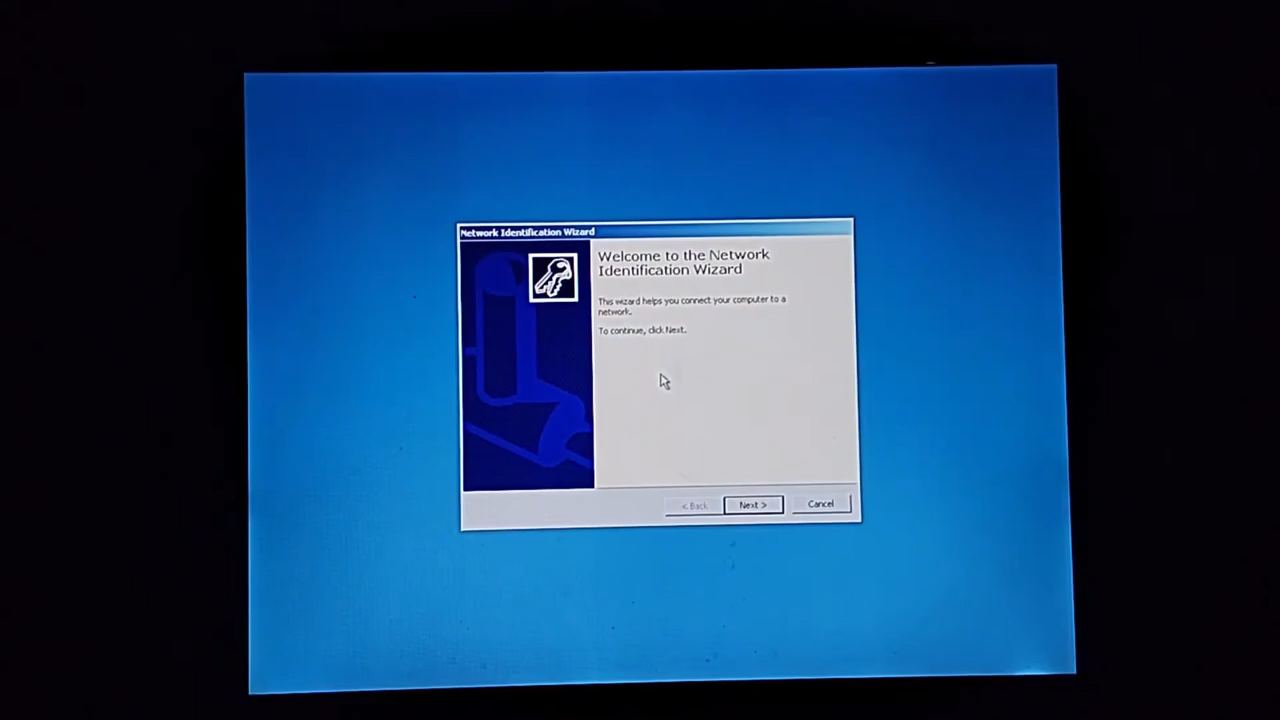 Network Identification Wizard
Welcome to the Network
Identification Wizard
This wizard helps you connect your computer to a
network.
To continue, click Next.
< Back
Next >
Cancel